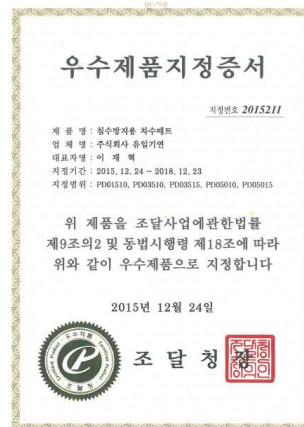 우수제품지정증서
지정번호 2015211
제 품 명 : 침수방지용 차수매트
업 체 명 : 주식회사 유일기연
대표자명 : 이 재 혁
지정기간 : 2015. 12. 24 ~ 2018. 12. 23
지정범위 : PD01510, PD03510, PD03515, PD05010, PD05015
위 제품을 조달사업에관한법률
제9조의2 및 동법시행령 제18조에 따라
위와 같이 우수제품으로 지정합니다
2015년 12월 24일
조 달 청 장